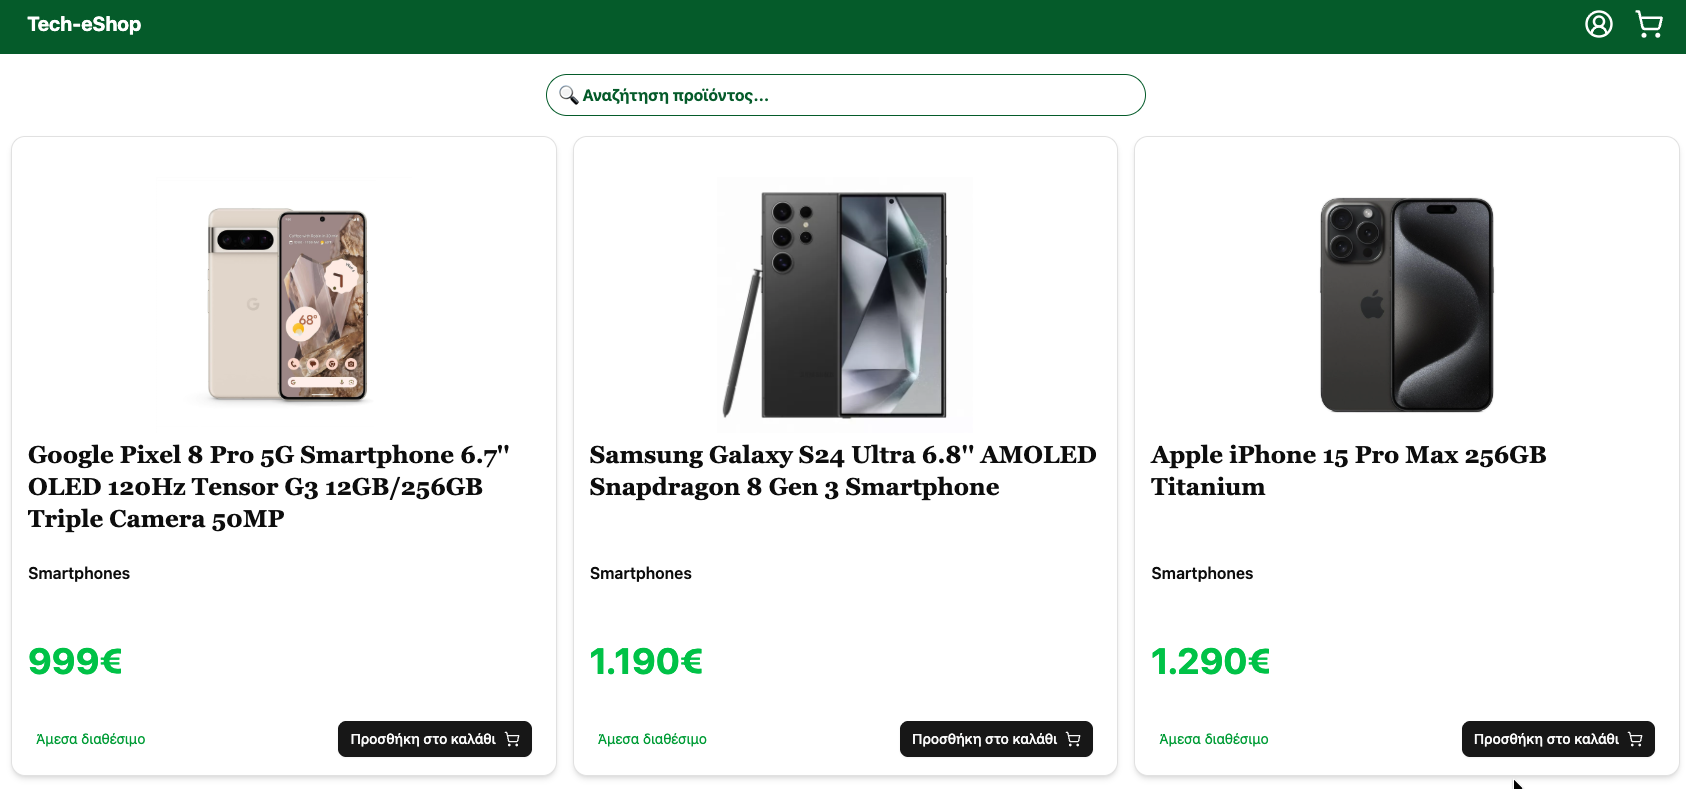 Tech-eShop
🔍 Αναζήτηση προϊόντος...
68°
Google Pixel 8 Pro 5G Smartphone 6.7"
OLED 120Hz Tensor G3 12GB/256GB
Triple Camera 50MP
Smartphones
999€
Άμεσα διαθέσιμο
Προσθήκη στο καλάθι
Samsung Galaxy S24 Ultra 6.8" AMOLED
Snapdragon 8 Gen 3 Smartphone
Smartphones
1.190€
Άμεσα διαθέσιμο
Προσθήκη στο καλάθι
Apple iPhone 15 Pro Max 256GB
Titanium
Smartphones
1.290€
Άμεσα διαθέσιμο
Προσθήκη στο καλάθι